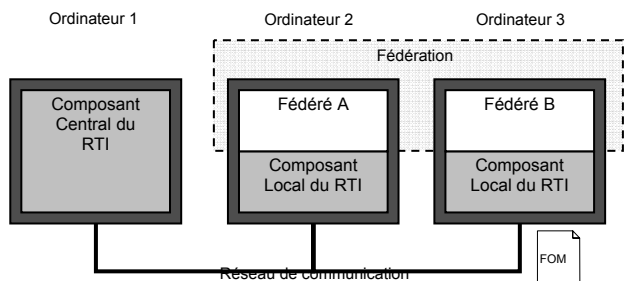 Ordinateur 1
Ordinateur 2
Ordinateur 3
Fédération
Composant
Central du
RTI
Fédéré A
Fédéré B
Composant
Local du RTI
Composant
Local du RTI
FOM
Réseau de communication